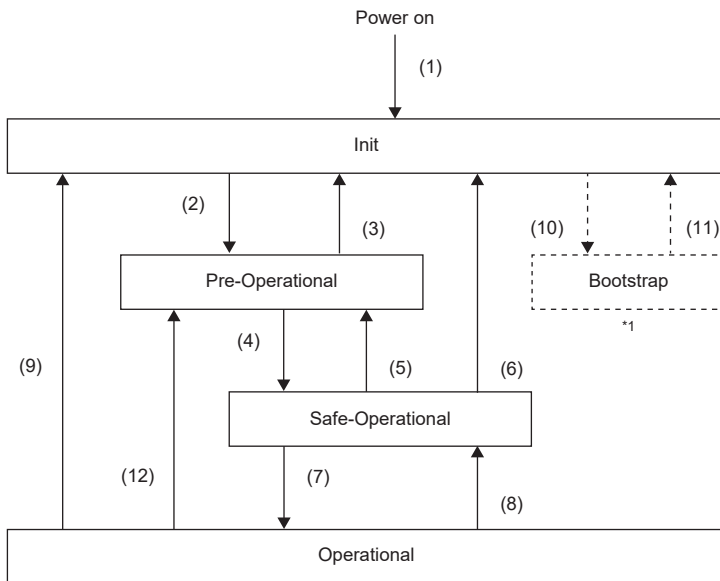 Power on
(1)
Init
(2)
(3)
(10)
(11)
Pre-Operational
Bootstrap
*1
(4)
(5)
(6)
(9)
Safe-Operational
(12)
(7)
(8)
Operational